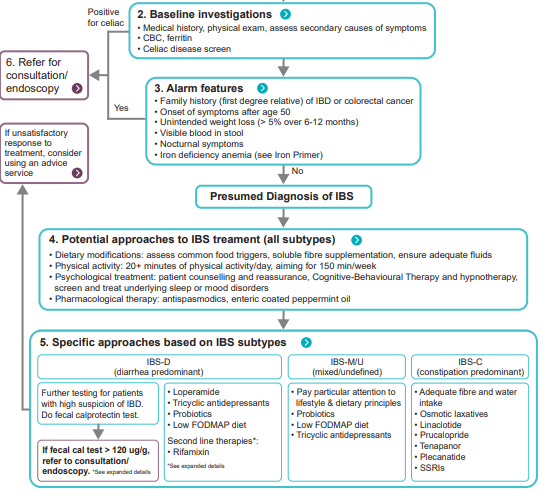 Positive
for celiac
2. Baseline investigations
• Medical history, physical exam, assess secondary causes of symptoms
• CBC, ferritin
• Celiac disease screen
6. Refer for
consultation/
endoscopy
3. Alarm features
• Family history (first degree relative) of IBD or colorectal cancer
• Onset of symptoms after age 50
• Unintended weight loss (> 5% over 6-12 months)
• Visible blood in stool
• Nocturnal symptoms
• Iron deficiency anemia (see Iron Primer)
Yes
If unsatisfactory
response to
treatment, consider
using an advice
service
No
Presumed Diagnosis of IBS
4. Potential approaches to IBS treatment (all subtypes)
• Dietary modifications: assess common food triggers, soluble fibre supplementation, ensure adequate fluids
• Physical activity: 20+ minutes of physical activity/day, aiming for 150 min/week
• Psychological treatment: patient counselling and reassurance, Cognitive-Behavioural Therapy and hypnotherapy,
screen and treat underlying sleep or mood disorders
• Pharmacological therapy: antispasmodics, enteric coated peppermint oil
5. Specific approaches based on IBS subtypes
IBS-D
(diarrhea predominant)
Further testing for patients
with high suspicion of IBD.
Do fecal calprotectin test.
If fecal cal test > 120 ug/g,
refer to consultation/
endoscopy. *See expanded details
• Loperamide
• Tricyclic antidepressants
• Probiotics
• Low FODMAP diet
Second line therapies*:
• Rifamixin
*See expanded details
IBS-M/U
(mixed/undefined)
• Pay particular attention to
lifestyle & dietary principles
• Probiotics
• Low FODMAP diet
• Tricyclic antidepressants
IBS-C
(constipation predominant)
• Adequate fibre and water
intake
• Osmotic laxatives
• Linaclotide
• Prucalopride
• Tenapanor
• Plecanatide
• SSRIs